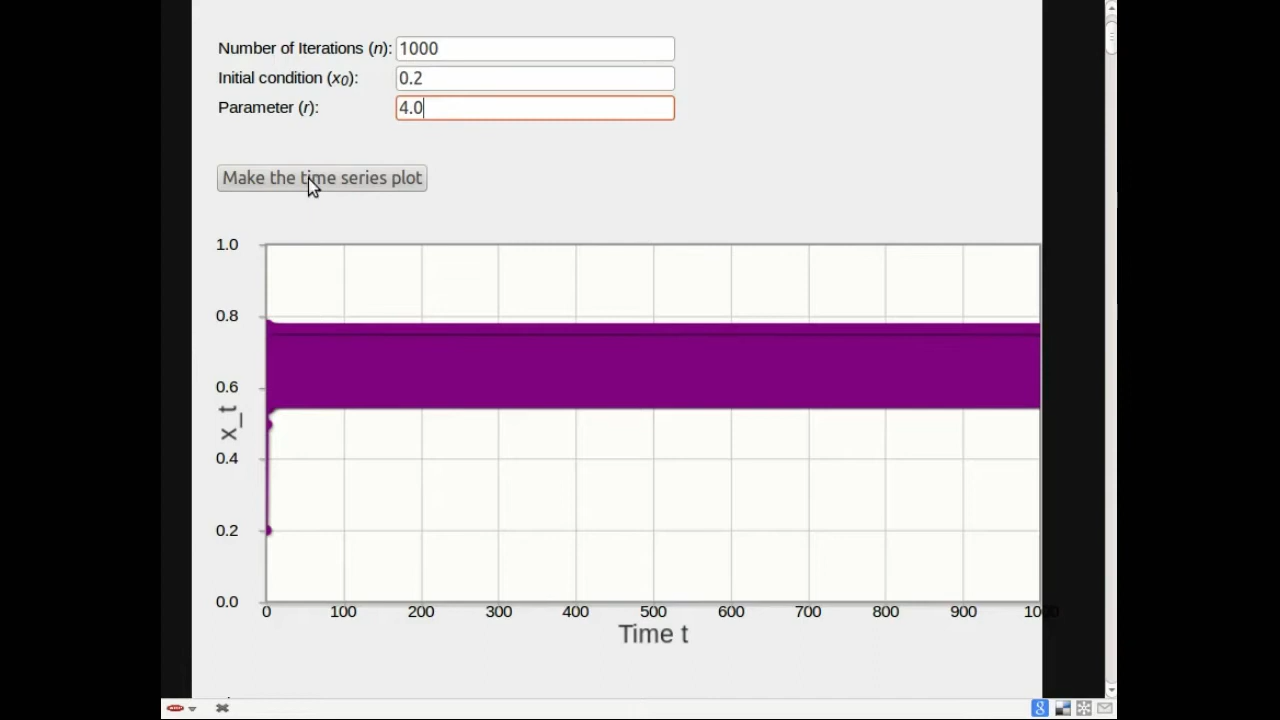 Number of Iterations (n): 1000
Initial condition (x0): 0.2
Parameter (r): 4.0
Make the time series plot
1.0
0.8
0.6
x_t
0.4
0.2
0.0
0 100 200 300 400 500 600 700 800 900 1000
Time t
8